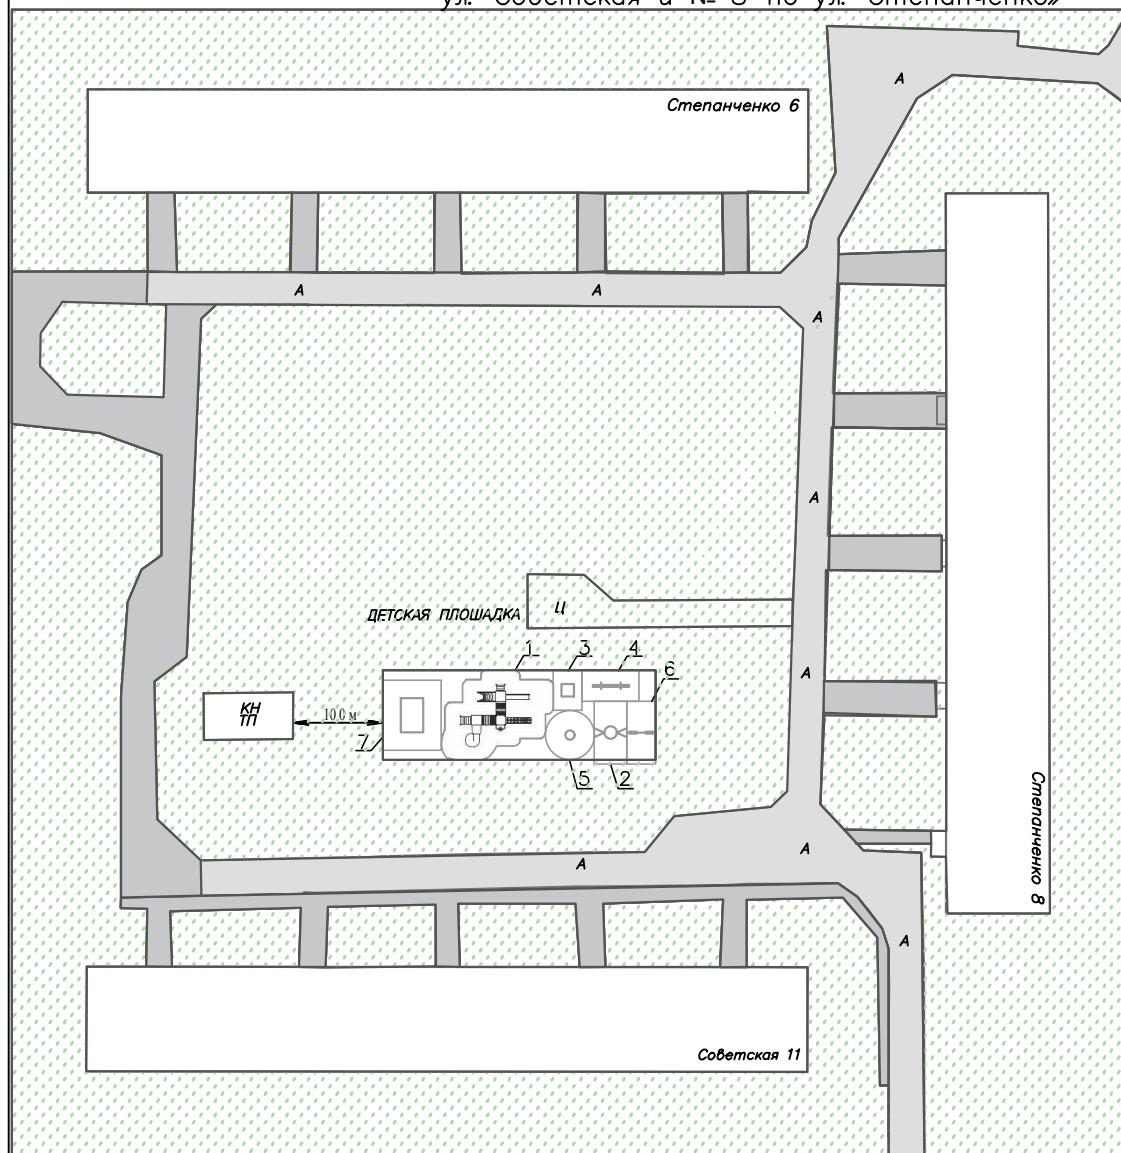 ул. Советская и № 8 по ул. Степанченко»
А
Степанченко 6
А
А
А
А
ДЕТСКАЯ ПЛОЩАДКА
Ц
1
3
4
6
А
КН
ТП
10.0 м
7
5
2
Степанченко 8
А
А
А
Советская 11